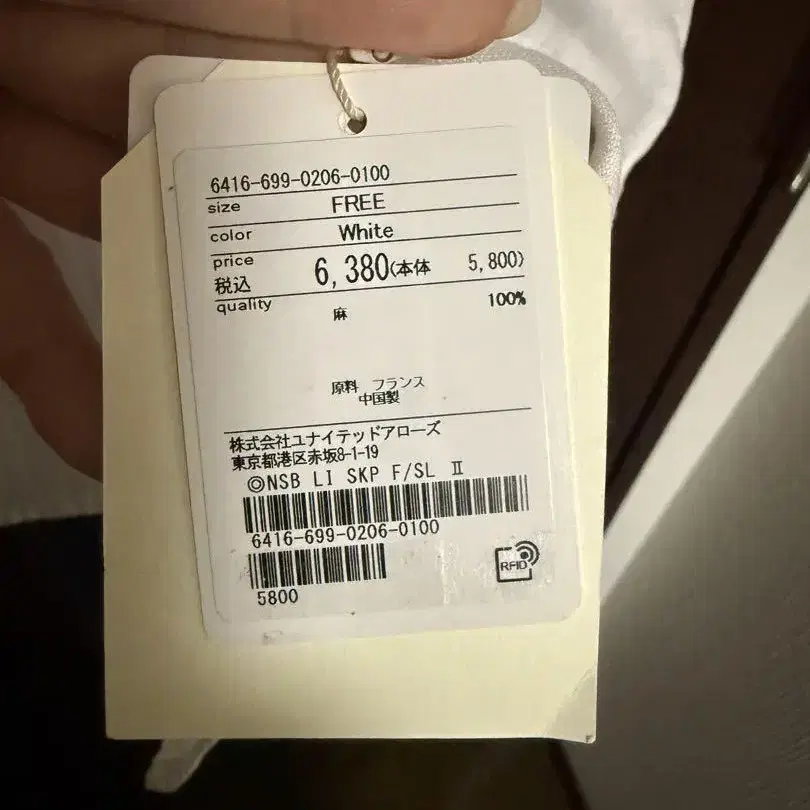 6416-699-0206-0100
size FREE
color White
price
税込 6,380(本体 5,800)
quality 麻 100%
原料 フランス
中国製
株式会社ユナイテッドアローズ
東京都港区赤坂8-1-19
◎NSB LI SKP F/SL Ⅱ
6416-699-0206-0100
5800
RFID